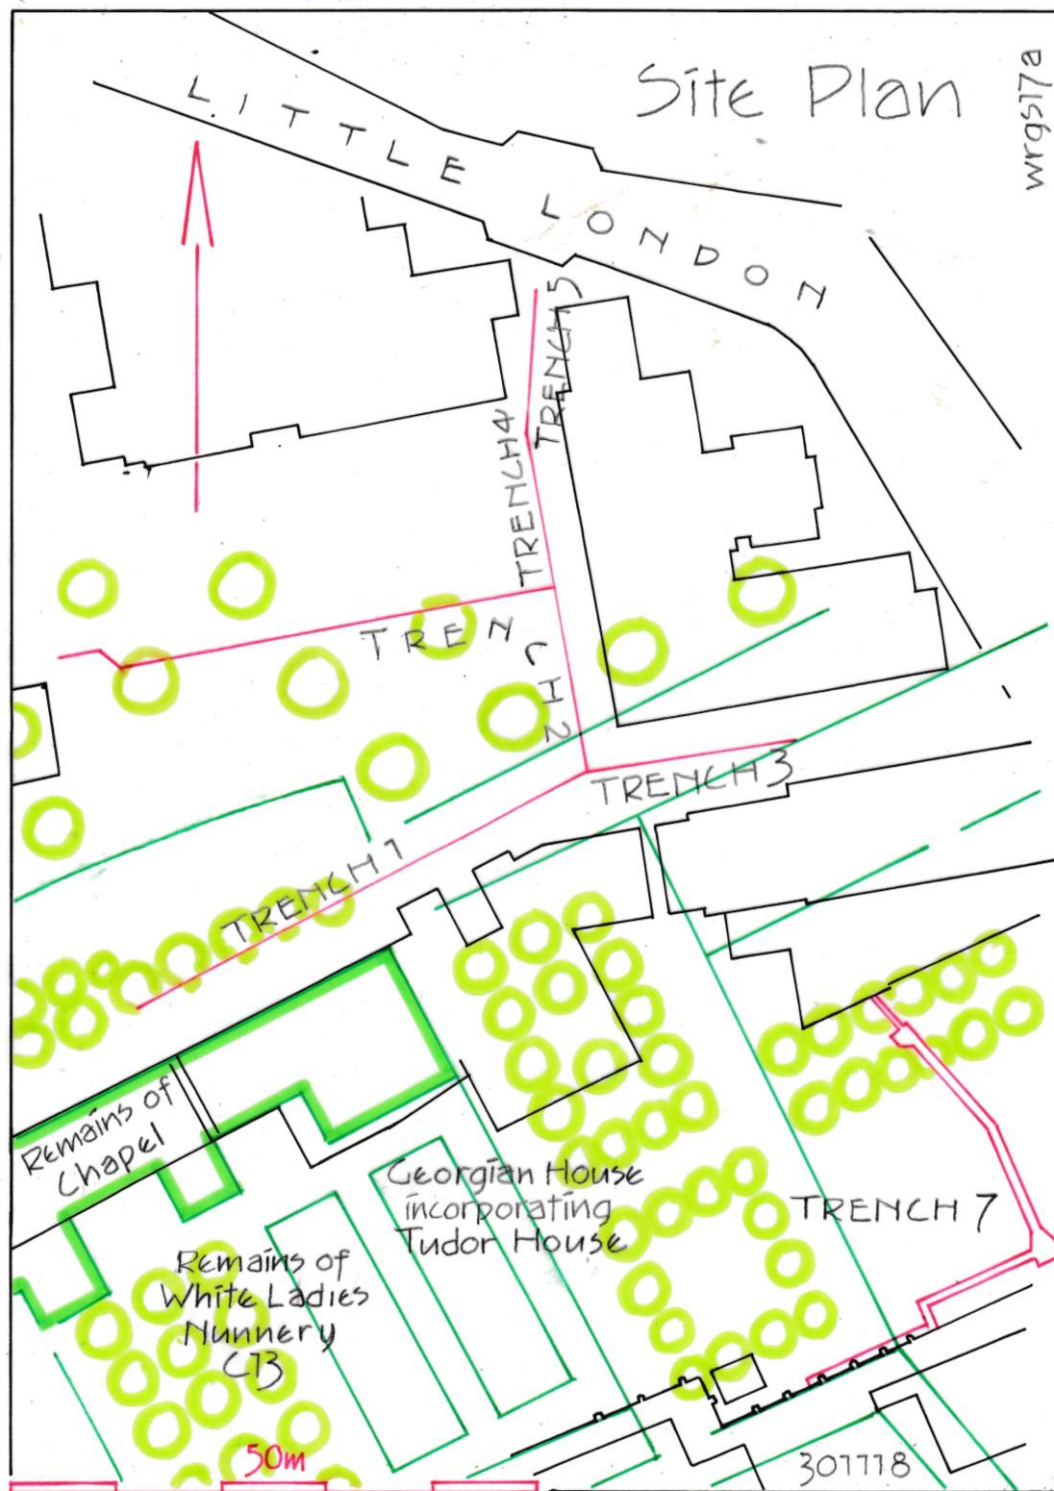 Site Plan
wrbs17a
LITTLE LONDON
TRENCH 5
TRENCH 4
TRENCH 2
TRENCH 3
TRENCH 1
Remains of
Chapel
Georgian House
incorporating
Tudor House
TRENCH 7
Remains of
White Ladies
Nunnery
C13
50m
301118